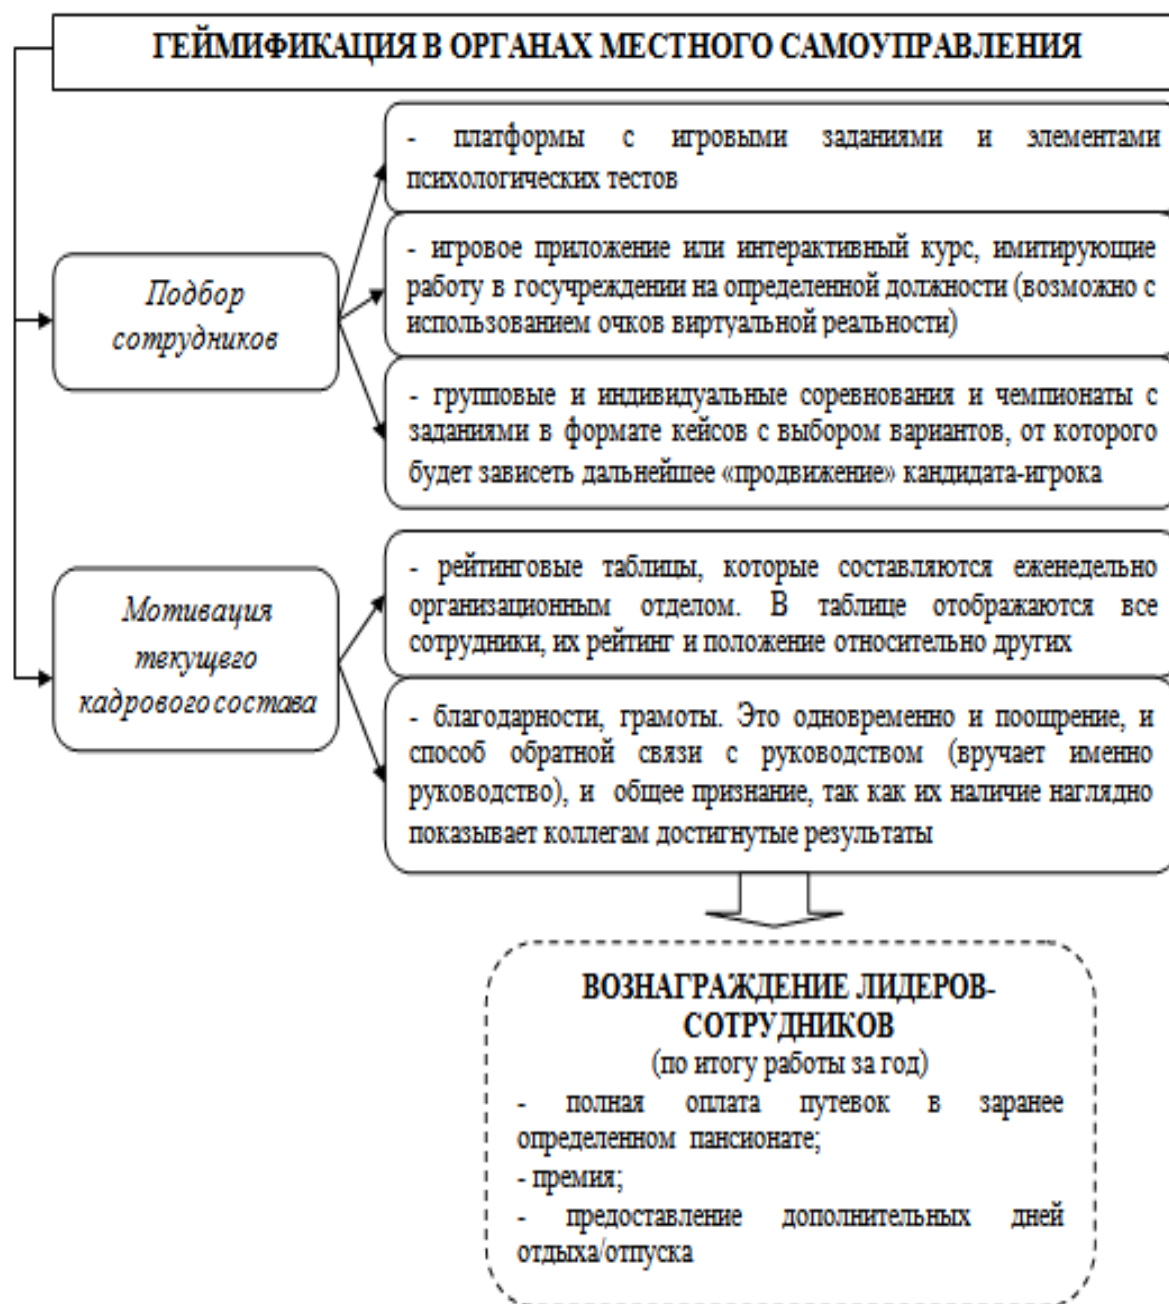 ГЕЙМИФИКАЦИЯ В ОРГАНАХ МЕСТНОГО САМОУПРАВЛЕНИЯ
Подбор
сотрудников
- платформы с игровыми заданиями и элементами
психологических тестов
- игровое приложение или интерактивный курс, имитирующие
работу в госучреждении на определенной должности (возможно с
использованием очков виртуальной реальности)
- групповые и индивидуальные соревнования и чемпионаты с
заданиями в формате кейсов с выбором вариантов, от которого
будет зависеть дальнейшее «продвижение» кандидата-игрока
Мотивация
текущего
кадрового состава
- рейтинговые таблицы, которые составляются еженедельно
организационным отделом. В таблице отображаются все
сотрудники, их рейтинг и положение относительно других
- благодарности, грамоты. Это одновременно и поощрение, и
способ обратной связи с руководством (вручает именно
руководство), и общее признание, так как их наличие наглядно
показывает коллегам достигнутые результаты
ВОЗНАГРАЖДЕНИЕ ЛИДЕРОВ-
СОТРУДНИКОВ
(по итогу работы за год)
- полная оплата путевок в заранее
определенном пансионате;
- премия;
- предоставление дополнительных дней
отдыха/отпуска